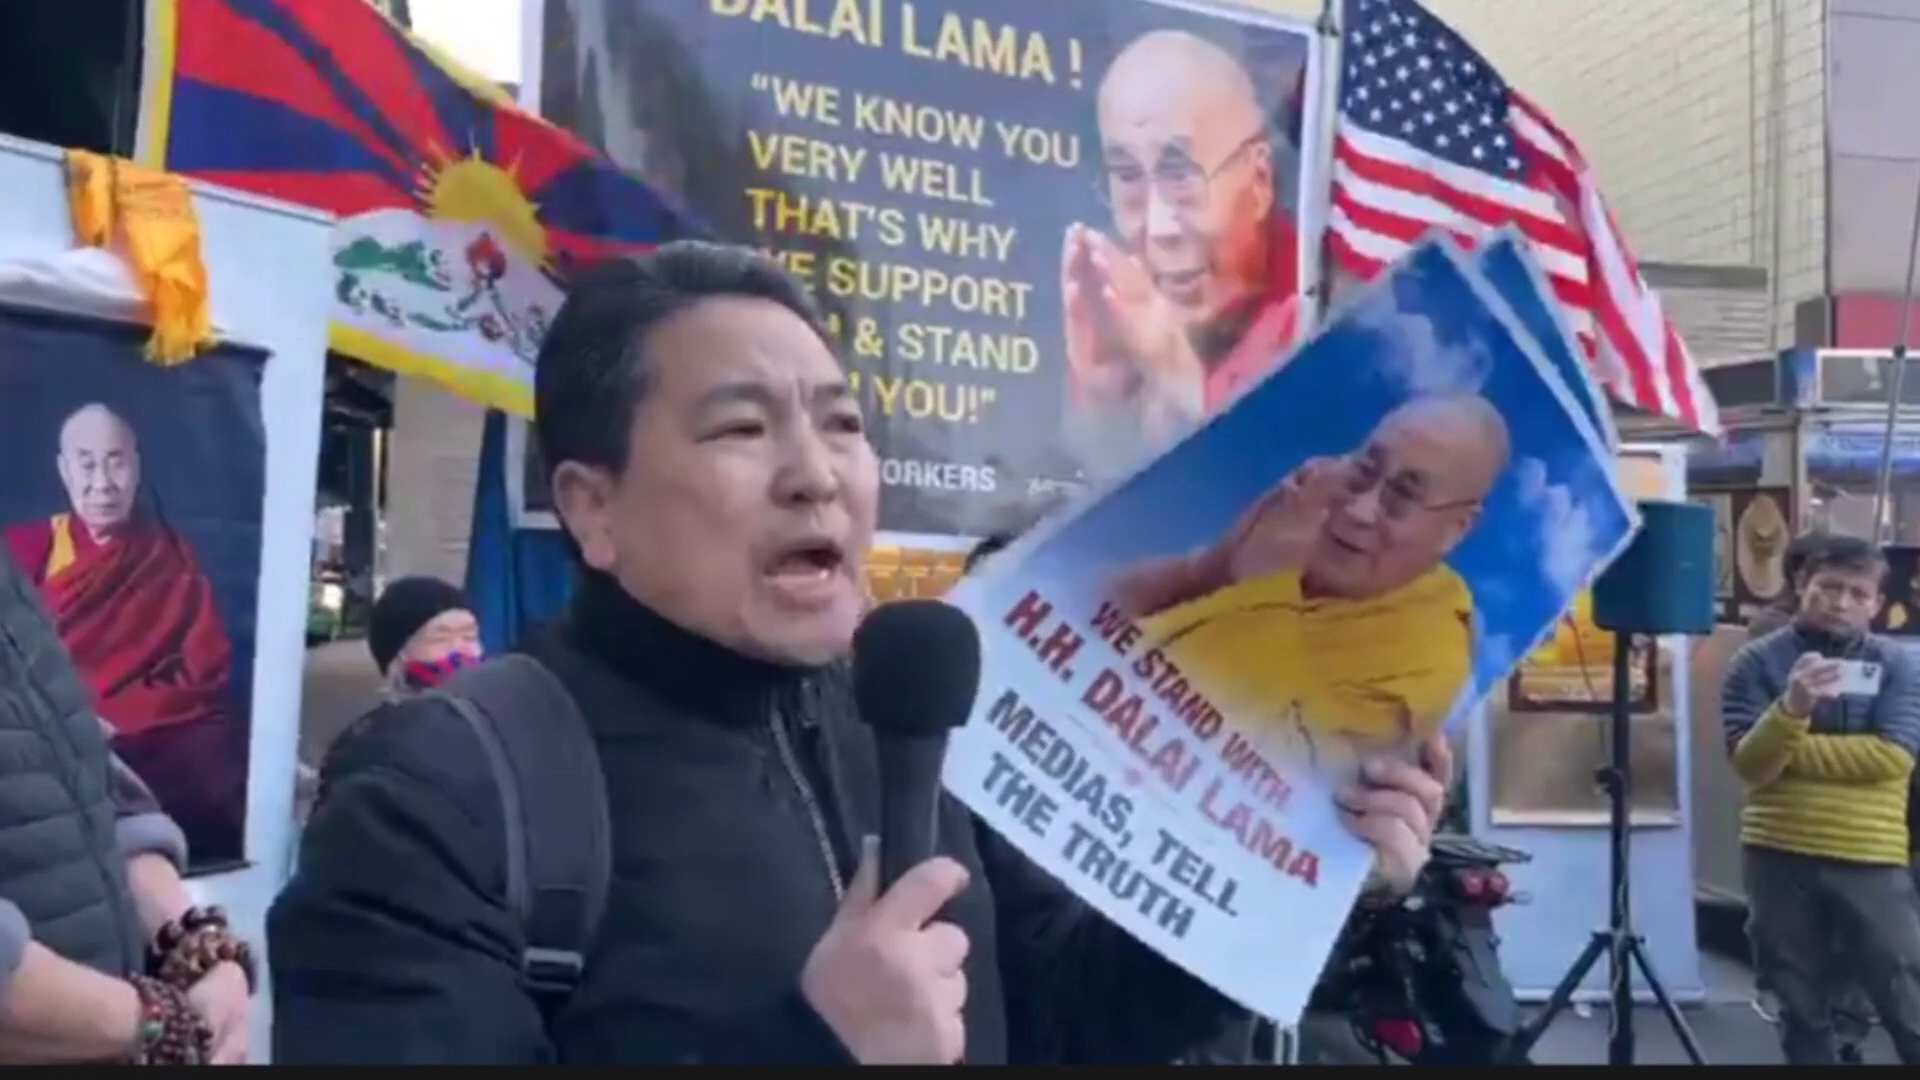 DALAI LAMA !
"WE KNOW YOU
VERY WELL
THAT'S WHY
WE SUPPORT
& STAND
YOU!"
WE STAND WITH
H.H. DALAI LAMA
MEDIAS, TELL
THE TRUTH